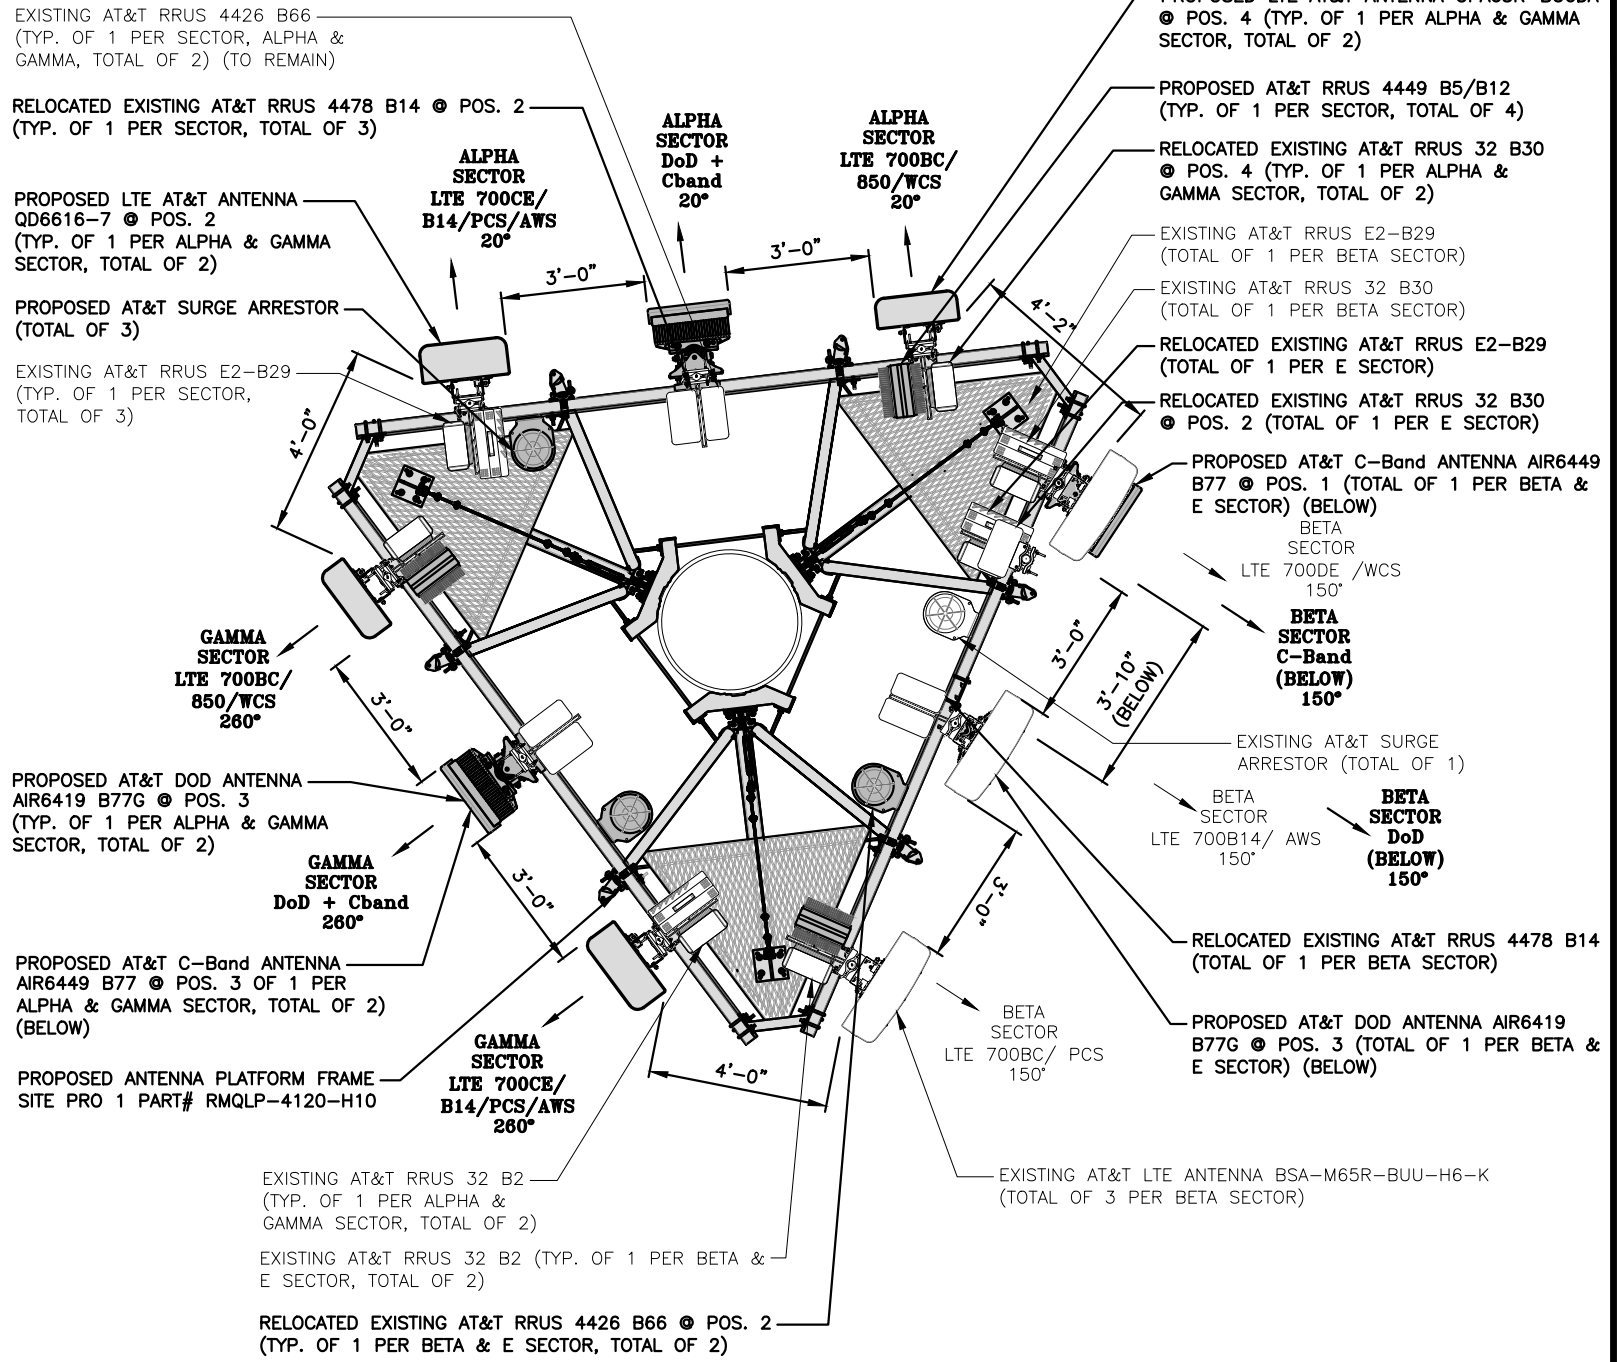 EXISTING AT&T RRUS 4426 B66
(TYP. OF 1 PER SECTOR, ALPHA &
GAMMA, TOTAL OF 2) (TO REMAIN)
RELOCATED EXISTING AT&T RRUS 4478 B14 @ POS. 2
(TYP. OF 1 PER SECTOR, TOTAL OF 3)
PROPOSED LTE AT&T ANTENNA
QD6616-7 @ POS. 2
(TYP. OF 1 PER ALPHA & GAMMA
SECTOR, TOTAL OF 2)
PROPOSED AT&T SURGE ARRESTOR
(TOTAL OF 3)
EXISTING AT&T RRUS E2-B29
(TYP. OF 1 PER SECTOR,
TOTAL OF 3)
ALPHA
SECTOR
LTE 700CE/
B14/PCS/AWS
20°
ALPHA
SECTOR
DoD +
Cband
20°
ALPHA
SECTOR
LTE 700BC/
850/WCS
20°
3'-0"
3'-0"
4'-2"
4'-0"
@ POS. 4 (TYP. OF 1 PER ALPHA & GAMMA
SECTOR, TOTAL OF 2)
PROPOSED AT&T RRUS 4449 B5/B12
(TYP. OF 1 PER SECTOR, TOTAL OF 4)
RELOCATED EXISTING AT&T RRUS 32 B30
@ POS. 4 (TYP. OF 1 PER ALPHA &
GAMMA SECTOR, TOTAL OF 2)
EXISTING AT&T RRUS E2-B29
(TOTAL OF 1 PER BETA SECTOR)
EXISTING AT&T RRUS 32 B30
(TOTAL OF 1 PER BETA SECTOR)
RELOCATED EXISTING AT&T RRUS E2-B29
(TOTAL OF 1 PER E SECTOR)
RELOCATED EXISTING AT&T RRUS 32 B30
@ POS. 2 (TOTAL OF 1 PER E SECTOR)
PROPOSED AT&T C-Band ANTENNA AIR6449
B77 @ POS. 1 (TOTAL OF 1 PER BETA &
E SECTOR) (BELOW)
BETA
SECTOR
LTE 700DE /WCS
150°
BETA
SECTOR
C-Band
(BELOW)
150°
3'-0"
3'-10"
(BELOW)
EXISTING AT&T SURGE
ARRESTOR (TOTAL OF 1)
BETA
SECTOR
LTE 700B14/ AWS
150°
BETA
SECTOR
DoD
(BELOW)
150°
3'-0"
RELOCATED EXISTING AT&T RRUS 4478 B14
(TOTAL OF 1 PER BETA SECTOR)
PROPOSED AT&T DOD ANTENNA AIR6419
B77G @ POS. 3 (TOTAL OF 1 PER BETA &
E SECTOR) (BELOW)
BETA
SECTOR
LTE 700BC/ PCS
150°
EXISTING AT&T LTE ANTENNA BSA-M65R-BUU-H6-K
(TOTAL OF 3 PER BETA SECTOR)
GAMMA
SECTOR
LTE 700BC/
850/WCS
260°
3'-0"
PROPOSED AT&T DOD ANTENNA
AIR6419 B77G @ POS. 3
(TYP. OF 1 PER ALPHA & GAMMA
SECTOR, TOTAL OF 2)
GAMMA
SECTOR
DoD + Cband
260°
3'-0"
PROPOSED AT&T C-Band ANTENNA
AIR6449 B77 @ POS. 3 OF 1 PER
ALPHA & GAMMA SECTOR, TOTAL OF 2)
(BELOW)
PROPOSED ANTENNA PLATFORM FRAME
SITE PRO 1 PART# RMQLP-4120-H10
GAMMA
SECTOR
LTE 700CE/
B14/PCS/AWS
260°
4'-0"
EXISTING AT&T RRUS 32 B2
(TYP. OF 1 PER ALPHA &
GAMMA SECTOR, TOTAL OF 2)
EXISTING AT&T RRUS 32 B2 (TYP. OF 1 PER BETA &
E SECTOR, TOTAL OF 2)
RELOCATED EXISTING AT&T RRUS 4426 B66 @ POS. 2
(TYP. OF 1 PER BETA & E SECTOR, TOTAL OF 2)